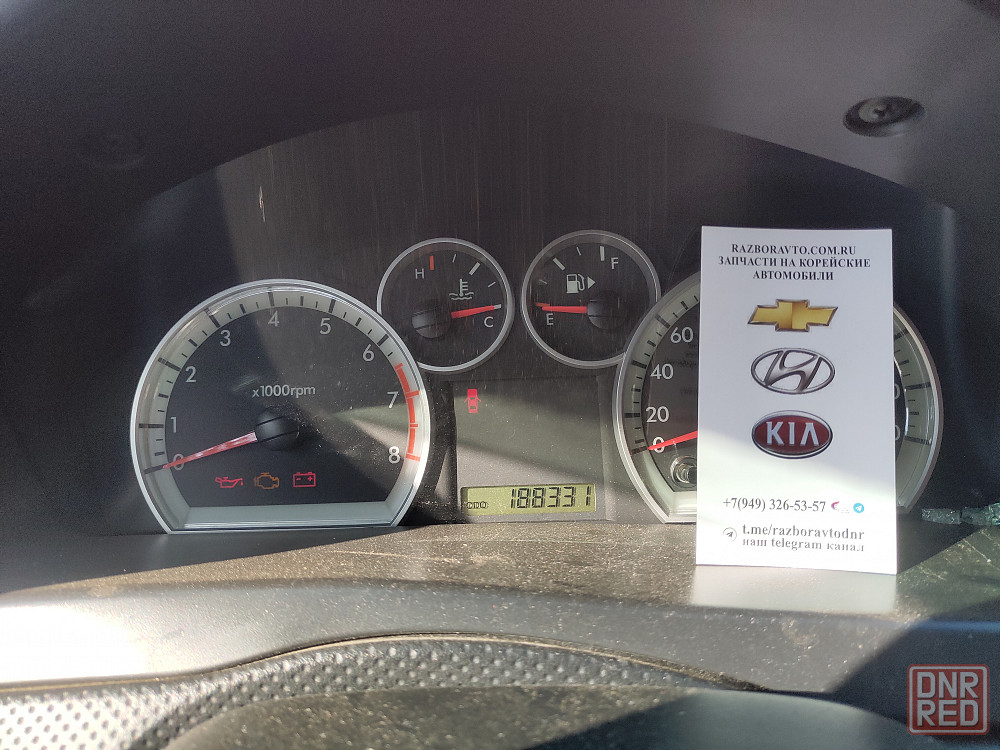 H
C
F
E
0
1
2
3
4
5
6
7
8
x1000rpm
0
20
40
60
188331
RAZBORAVTO.COM.RU
ЗАПЧАСТИ НА КОРЕЙСКИЕ
АВТОМОБИЛИ
KIA
+7(949) 326-53-57
t.me/razboravtodnr
наш telegram канал
DNR
RED